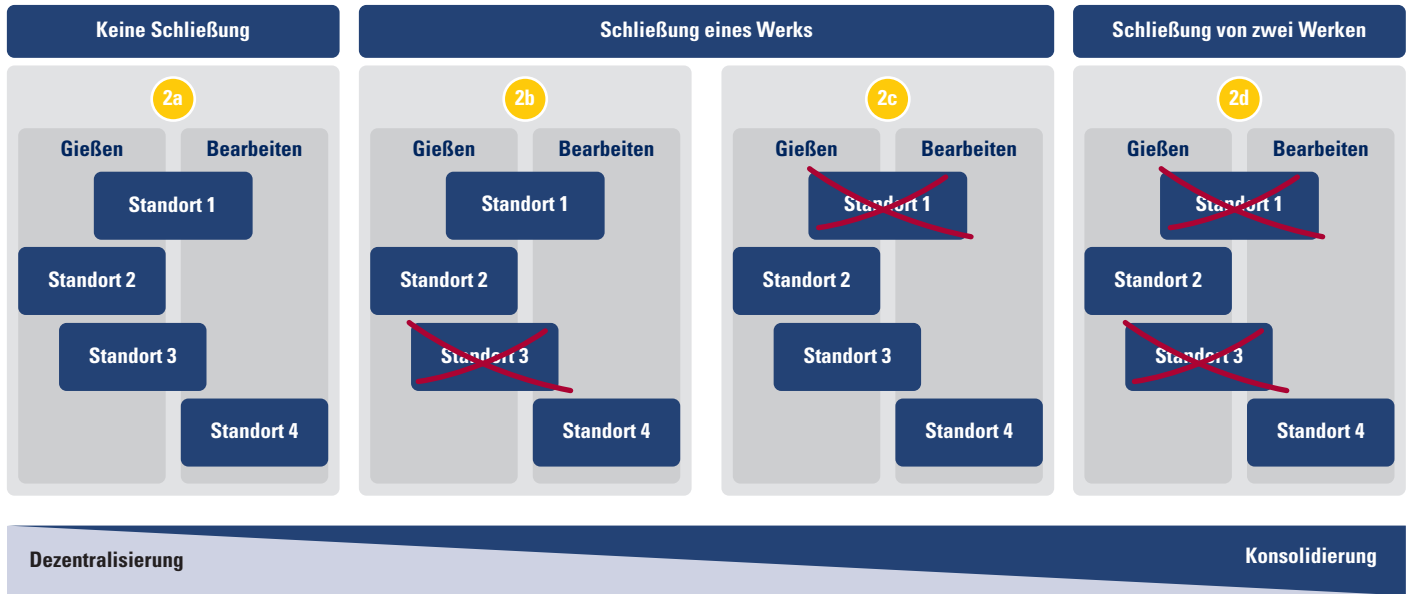 Keine Schließung
Schließung eines Werks
Schließung von zwei Werken
2a
Gießen
Bearbeiten
Standort 1
Standort 2
Standort 3
Standort 4
2b
Gießen
Bearbeiten
Standort 1
Standort 2
Standort 3
Standort 4
2c
Gießen
Bearbeiten
Standort 1
Standort 2
Standort 3
Standort 4
2d
Gießen
Bearbeiten
Standort 1
Standort 2
Standort 3
Standort 4
Dezentralisierung
Konsolidierung